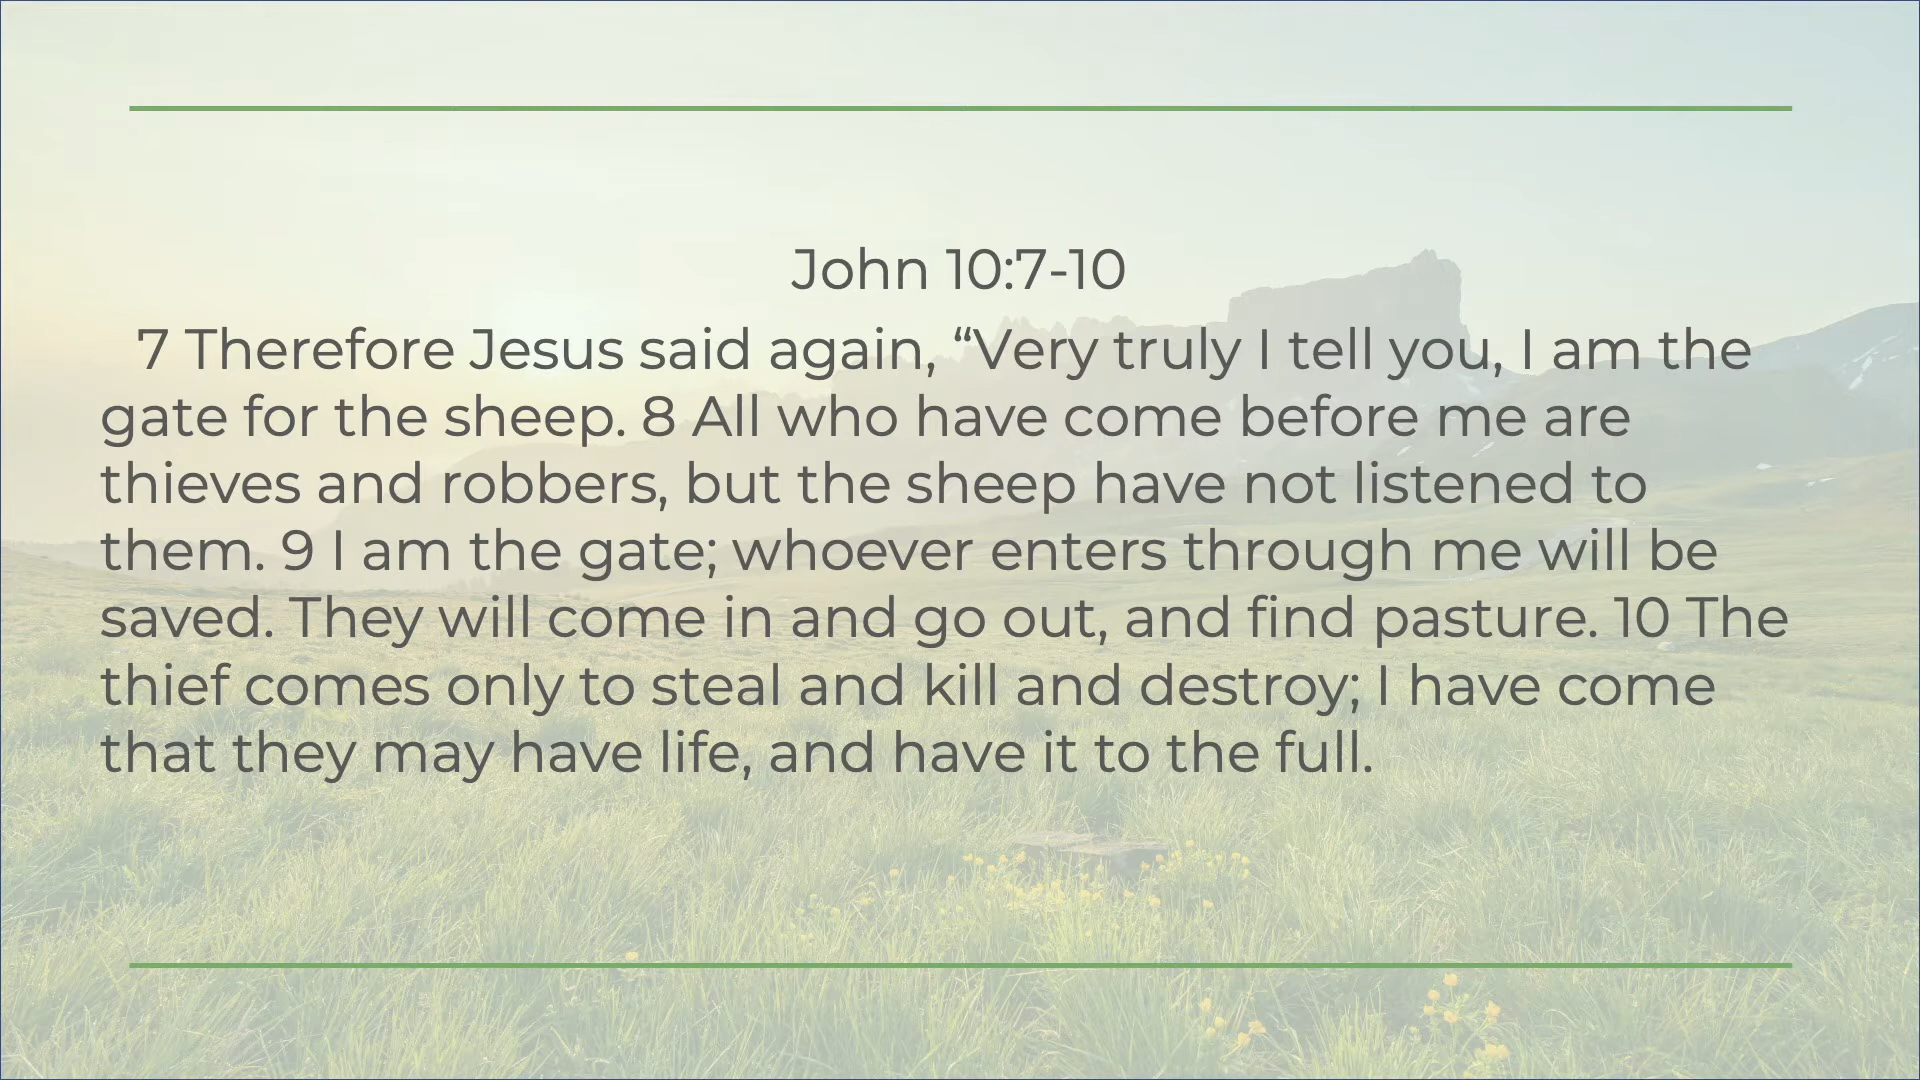 John 10:7-10
7 Therefore Jesus said again, “Very truly I tell you, I am the
gate for the sheep. 8 All who have come before me are
thieves and robbers, but the sheep have not listened to
them. 9 I am the gate; whoever enters through me will be
saved. They will come in and go out, and find pasture. 10 The
thief comes only to steal and kill and destroy; I have come
that they may have life, and have it to the full.